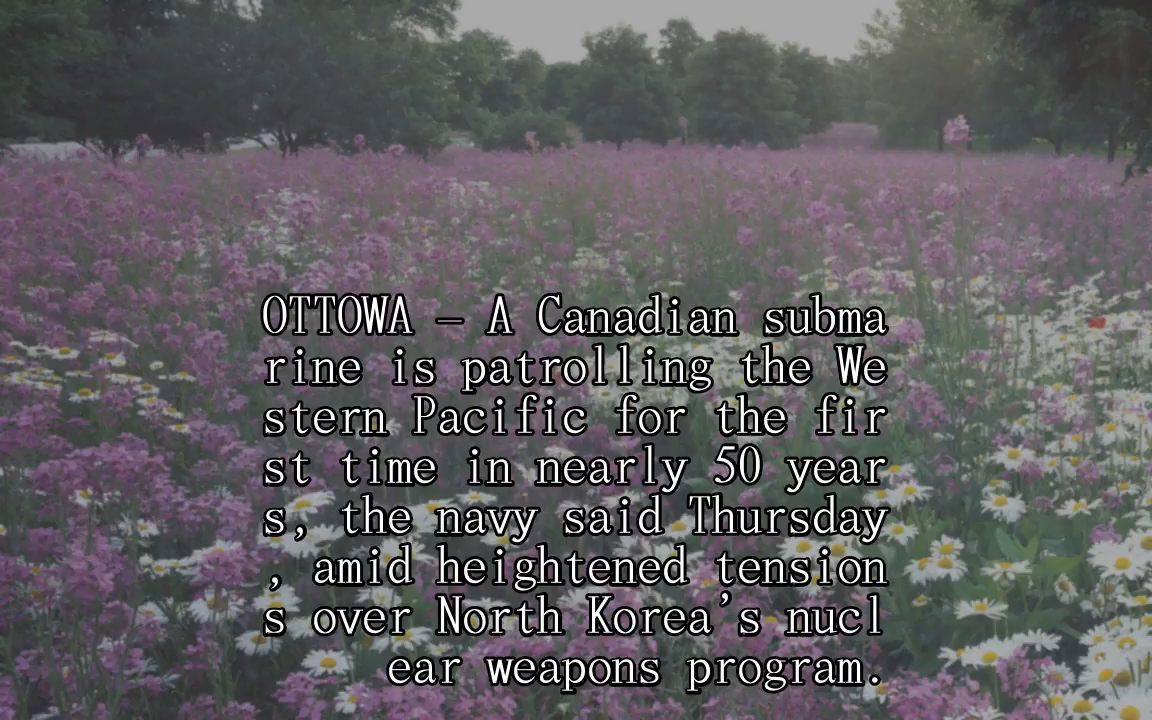 OTTOWA — A Canadian subma
rine is patrolling the We
stern Pacific for the fir
st time in nearly 50 year
s, the navy said Thursday
, amid heightened tension
s over North Korea’s nucl
ear weapons program.